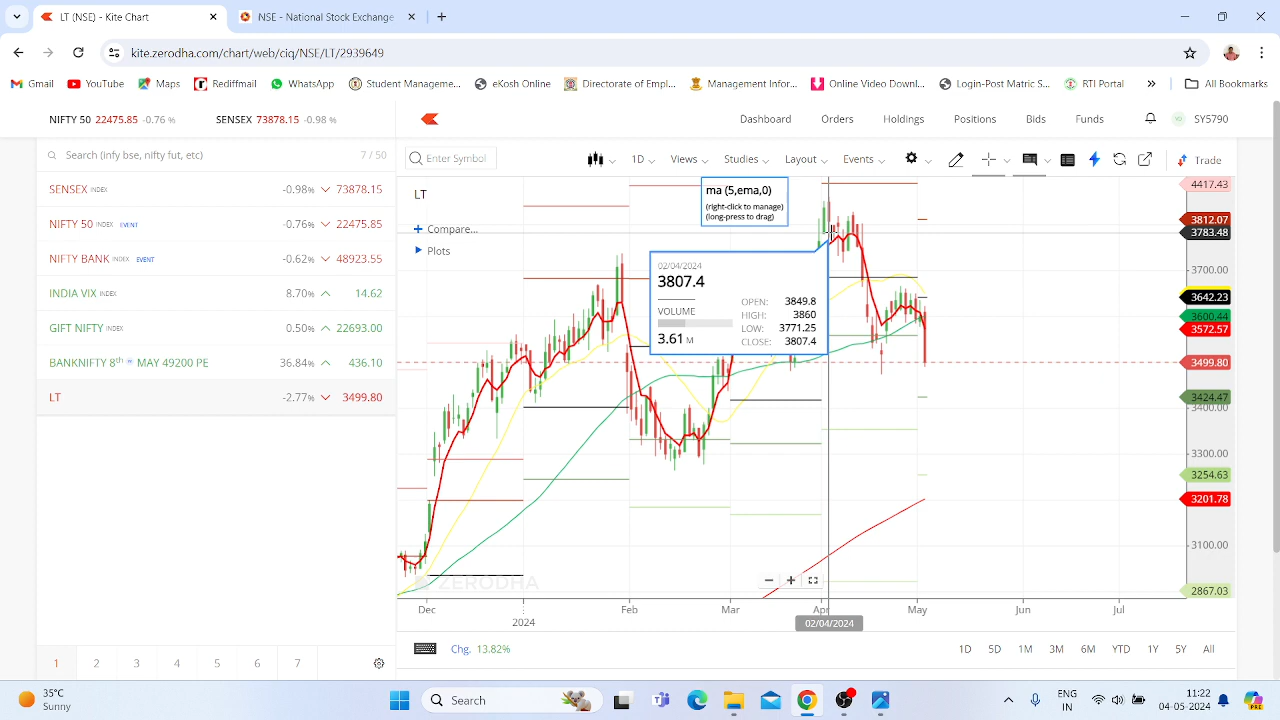 LT (NSE) - Kite Chart
NSE - National Stock Exchange
kite.zerodha.com/chart/web/ciq/NSE/LT/2939649
Gmail YouTube Maps Rediffmail WhatsApp Student Managemen... eKosh Online Directorate of Empl... Management Infor... Online Video Down... Login-Post Matric S... RTI Portal All Bookmarks
NIFTY 50 22475.85 -0.76 % SENSEX 73878.15 -0.98 %
Dashboard Orders Holdings Positions Bids Funds SY5790
Search (infy bse, nifty fut, etc) 7 / 50
SENSEX INDEX -0.98% 73878.15
NIFTY 50 INDEX EVENT -0.76% 22475.85
NIFTY BANK INDEX EVENT -0.62%
INDIA VIX INDEX 8.70% 14.62
GIFT NIFTY INDEX 0.50% 22693.00
BANKNIFTY 8th w MAY 49200 PE 36.84% 436.10
LT -2.77% 3499.80
1 2 3 4 5 6 7
Enter Symbol 1D Views Studies Layout Events Trade
LT
Compare...
Plots
ma (5,ema,0)
(right-click to manage)
(long-press to drag)
02/04/2024
3807.4
VOLUME
3.61 M
OPEN: 3849.8
HIGH: 3860
LOW: 3771.25
CLOSE: 3807.4
4417.43
3812.07
3783.48
3700.00
3642.23
3600.44
3572.57
3499.80
3424.47
3400.00
3300.00
3254.63
3201.78
3100.00
2867.03
ZERODHA
Dec 2024 Feb Mar Apr May Jun Jul
02/04/2024
Chg. 13.82%
1D 5D 1M 3M 6M YTD 1Y 5Y All
35°C
Sunny
Search
ENG
IN
11:22
04-05-2024